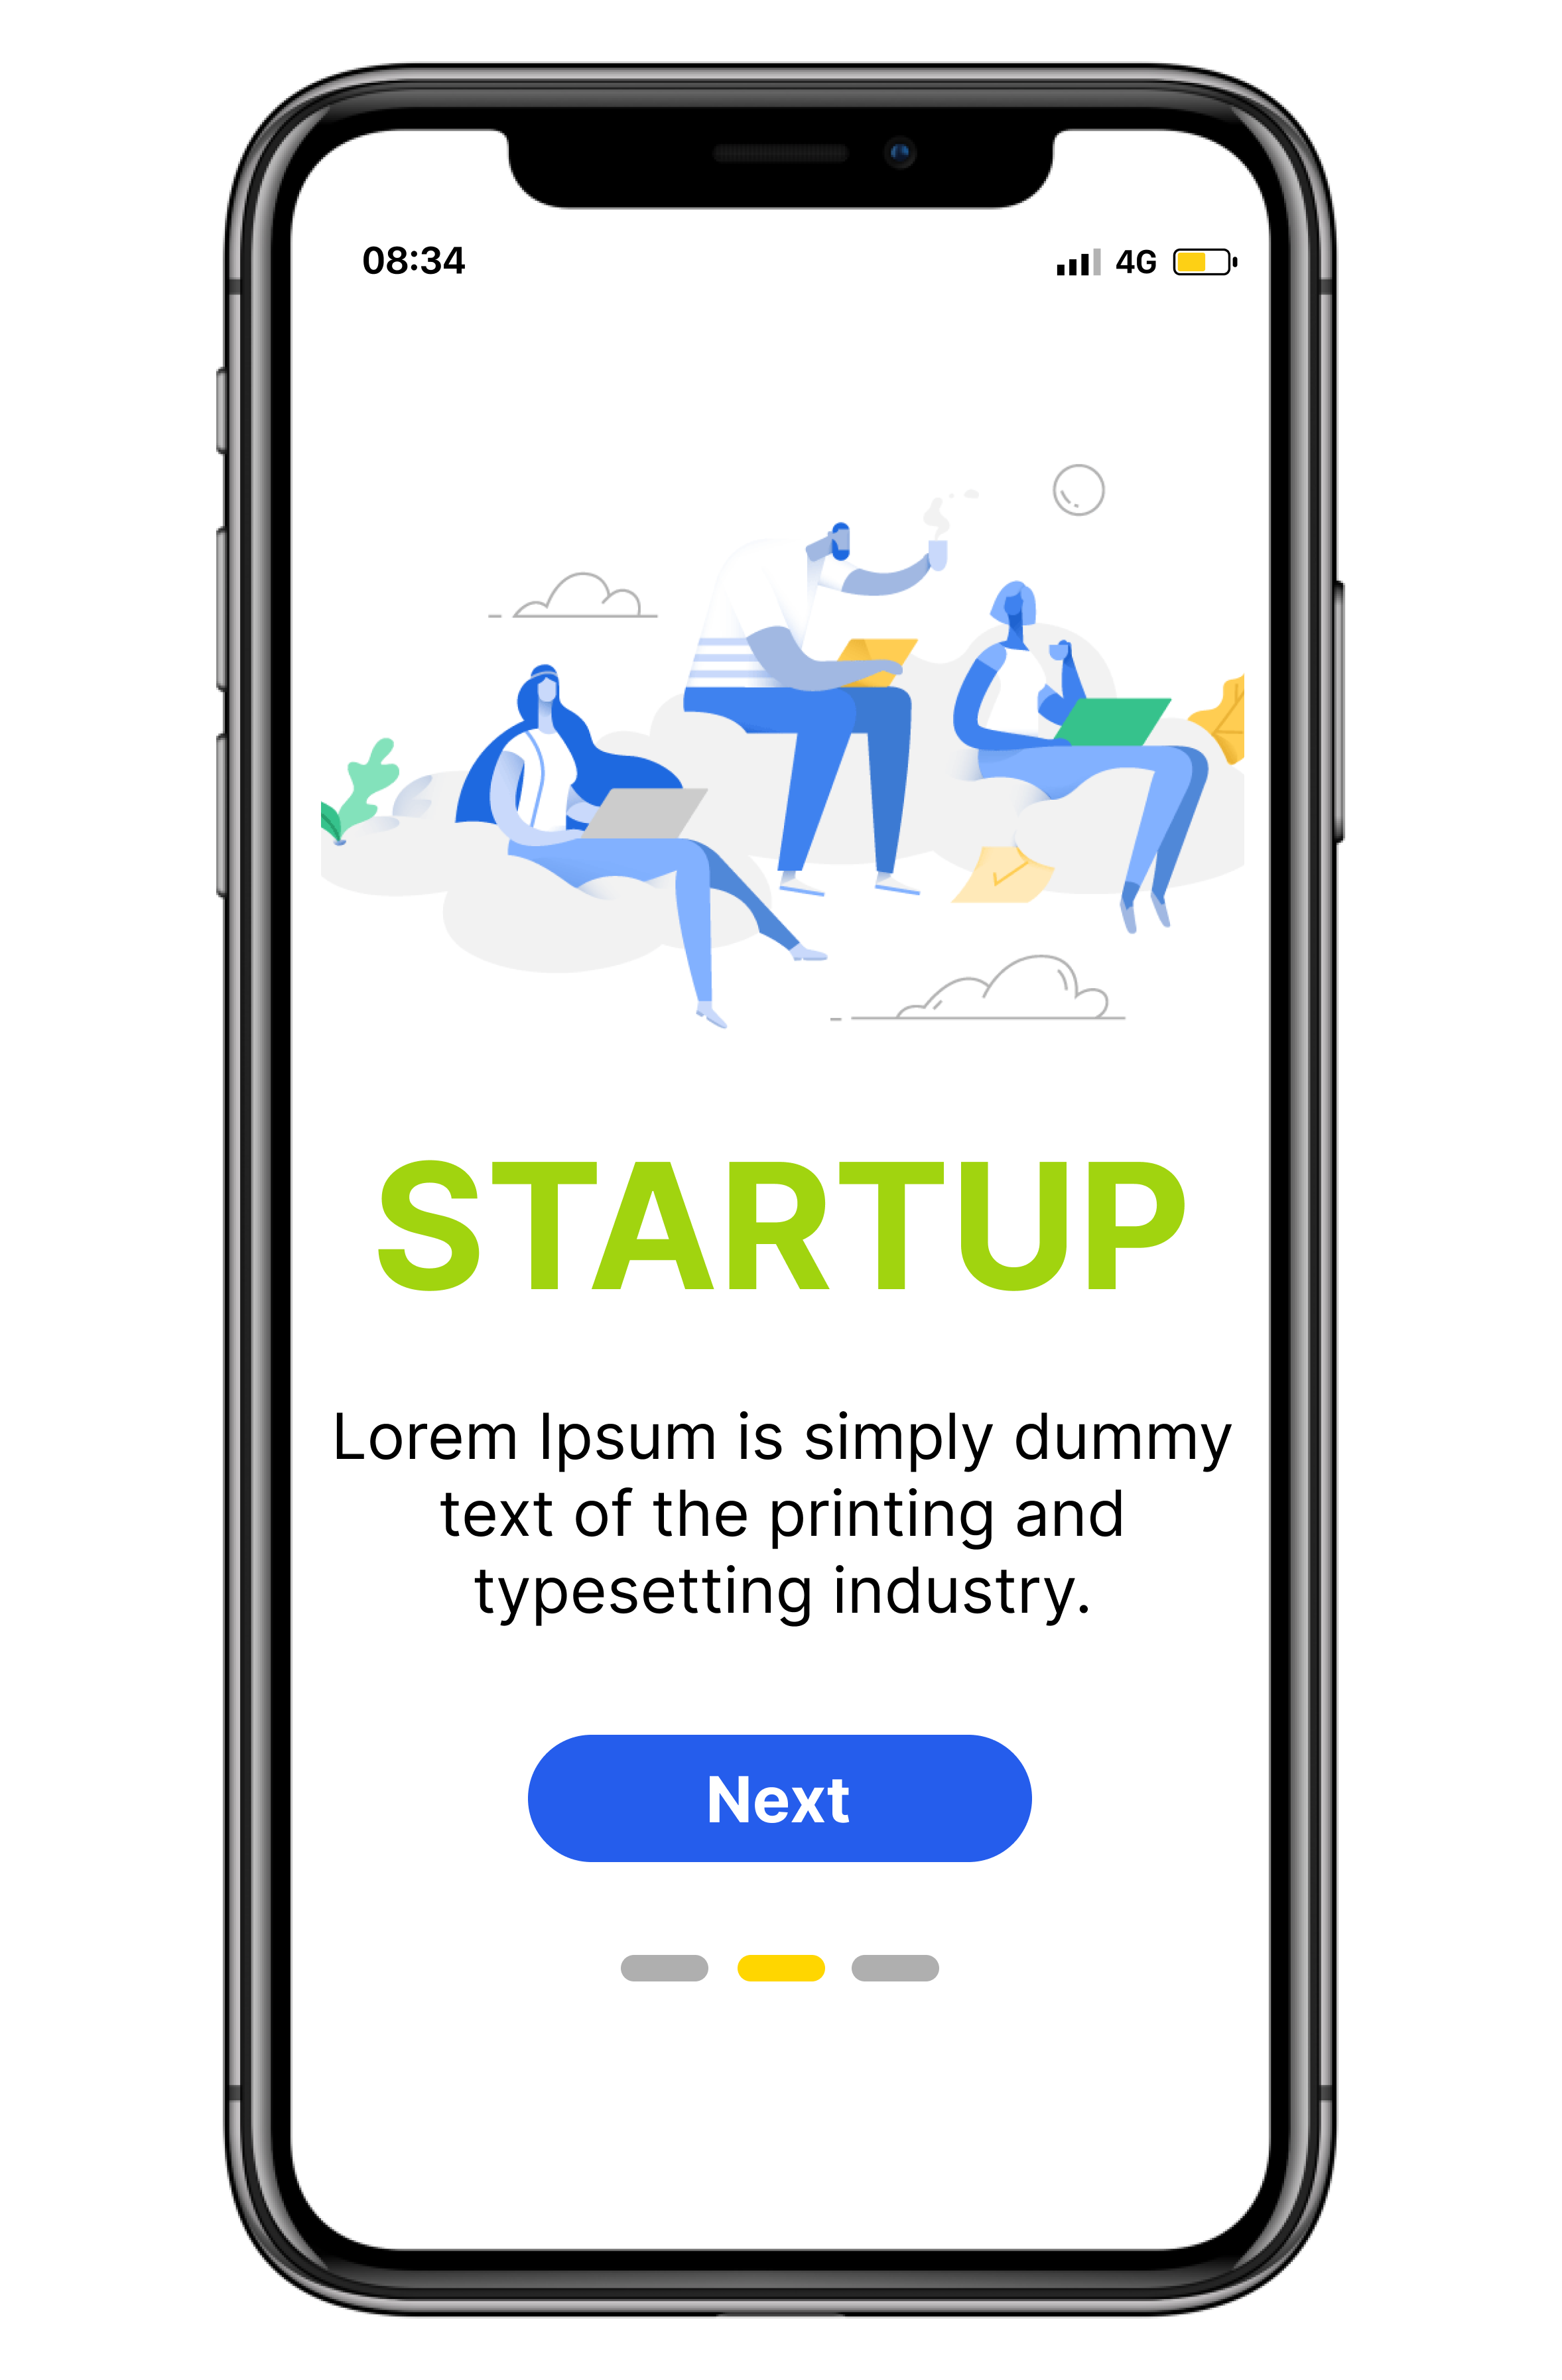 08:34 4G
STARTUP
Lorem Ipsum is simply dummy
text of the printing and
typesetting industry.
Next